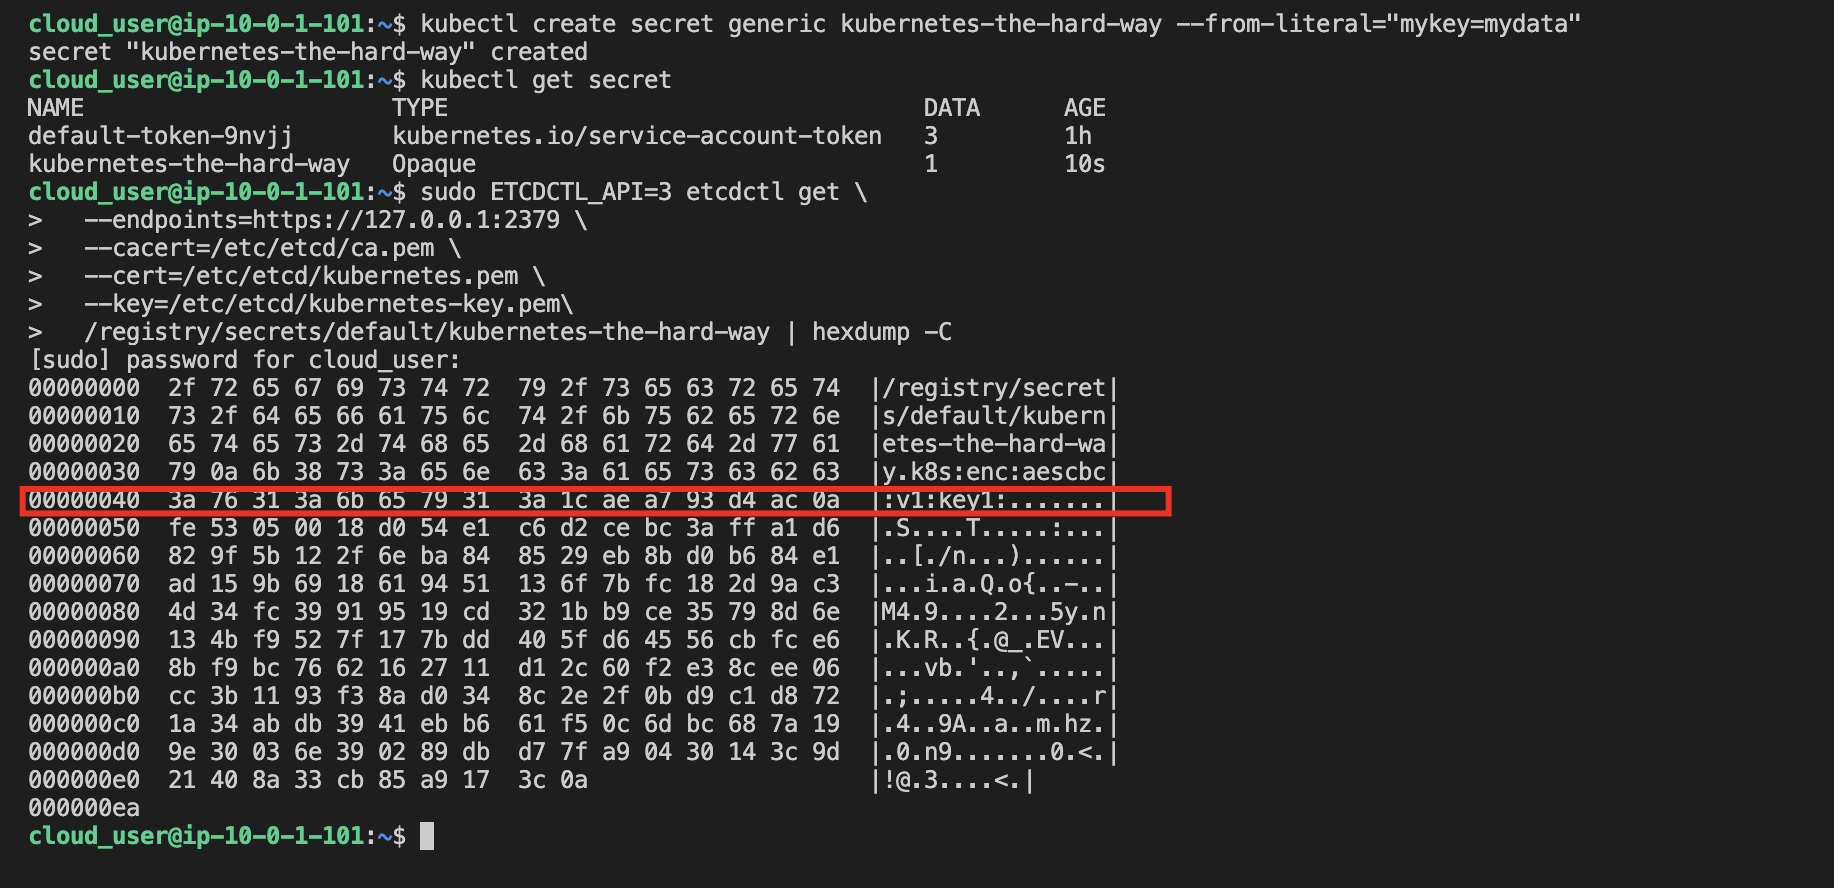 cloud_user@ip-10-0-1-101:~$ kubectl create secret generic kubernetes-the-hard-way --from-literal="mykey=mydata"
secret "kubernetes-the-hard-way" created
cloud_user@ip-10-0-1-101:~$ kubectl get secret
NAME                      TYPE                                  DATA      AGE
default-token-9nvjj       kubernetes.io/service-account-token   3         1h
kubernetes-the-hard-way   Opaque                                1         10s
cloud_user@ip-10-0-1-101:~$ sudo ETCDCTL_API=3 etcdctl get \
>   --endpoints=https://127.0.0.1:2379 \
>   --cacert=/etc/etcd/ca.pem \
>   --cert=/etc/etcd/kubernetes.pem \
>   --key=/etc/etcd/kubernetes-key.pem\
>   /registry/secrets/default/kubernetes-the-hard-way | hexdump -C
[sudo] password for cloud_user:
00000000  2f 72 65 67 69 73 74 72  79 2f 73 65 63 72 65 74  |/registry/secret|
00000010  73 2f 64 65 66 61 75 6c  74 2f 6b 75 62 65 72 6e  |s/default/kubern|
00000020  65 74 65 73 2d 74 68 65  2d 68 61 72 64 2d 77 61  |etes-the-hard-wa|
00000030  79 0a 6b 38 73 3a 65 6e  63 3a 61 65 73 63 62 63  |y.k8s:enc:aescbc|
00000040  3a 76 31 3a 6b 65 79 31  3a 1c ae a7 93 d4 ac 0a  |:v1:key1:.......|
00000050  fe 53 05 00 18 d0 54 e1  c6 d2 ce bc 3a ff a1 d6  |.S....T.....:...|
00000060  82 9f 5b 12 2f 6e ba 84  85 29 eb 8b d0 b6 84 e1  |..[./n...)......|
00000070  ad 15 9b 69 18 61 94 51  13 6f 7b fc 18 2d 9a c3  |...i.a.Q.o{..-..|
00000080  4d 34 fc 39 91 95 19 cd  32 1b b9 ce 35 79 8d 6e  |M4.9....2...5y.n|
00000090  13 4b f9 52 7f 17 7b dd  40 5f d6 45 56 cb fc e6  |.K.R..{.@_.EV...|
000000a0  8b f9 bc 76 62 16 27 11  d1 2c 60 f2 e3 8c ee 06  |...vb.'..,`.....|
000000b0  cc 3b 11 93 f3 8a d0 34  8c 2e 2f 0b d9 c1 d8 72  |.;.....4../....r|
000000c0  1a 34 ab db 39 41 eb b6  61 f5 0c 6d bc 68 7a 19  |.4..9A..a..m.hz.|
000000d0  9e 30 03 6e 39 02 89 db  d7 7f a9 04 30 14 3c 9d  |.0.n9.......0.<.|
000000e0  21 40 8a 33 cb 85 a9 17  3c 0a                    |!@.3....<.|
000000ea
cloud_user@ip-10-0-1-101:~$